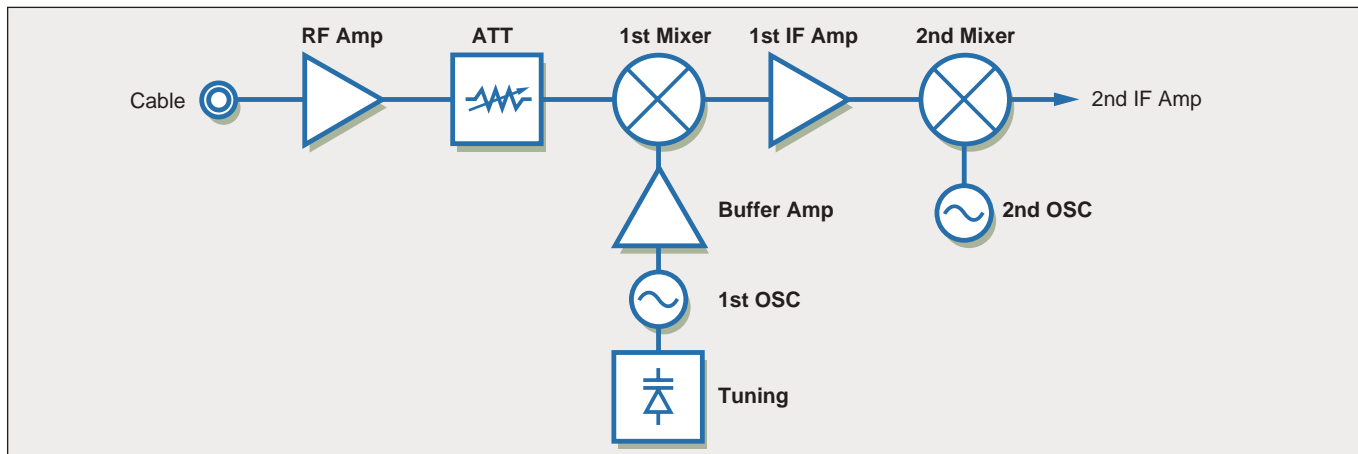 RF Amp
ATT
1st Mixer
1st IF Amp
2nd Mixer
Cable
2nd IF Amp
Buffer Amp
2nd OSC
1st OSC
Tuning